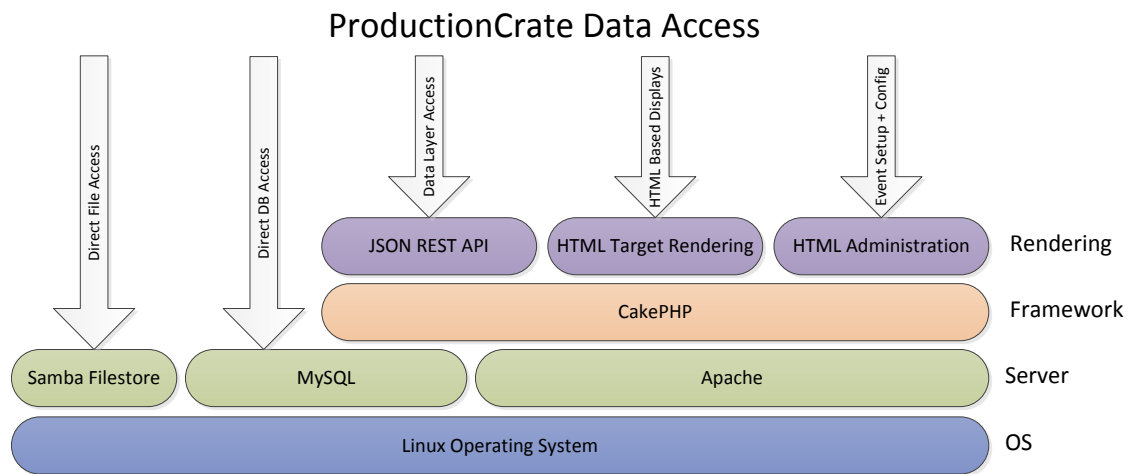 ProductionCrate Data Access
Direct File Access
Direct DB Access
Data Layer Access
HTML Based Displays
Event Setup + Config
JSON REST API
HTML Target Rendering
HTML Administration
Rendering
CakePHP
Framework
Samba Filestore
MySQL
Apache
Server
Linux Operating System
OS